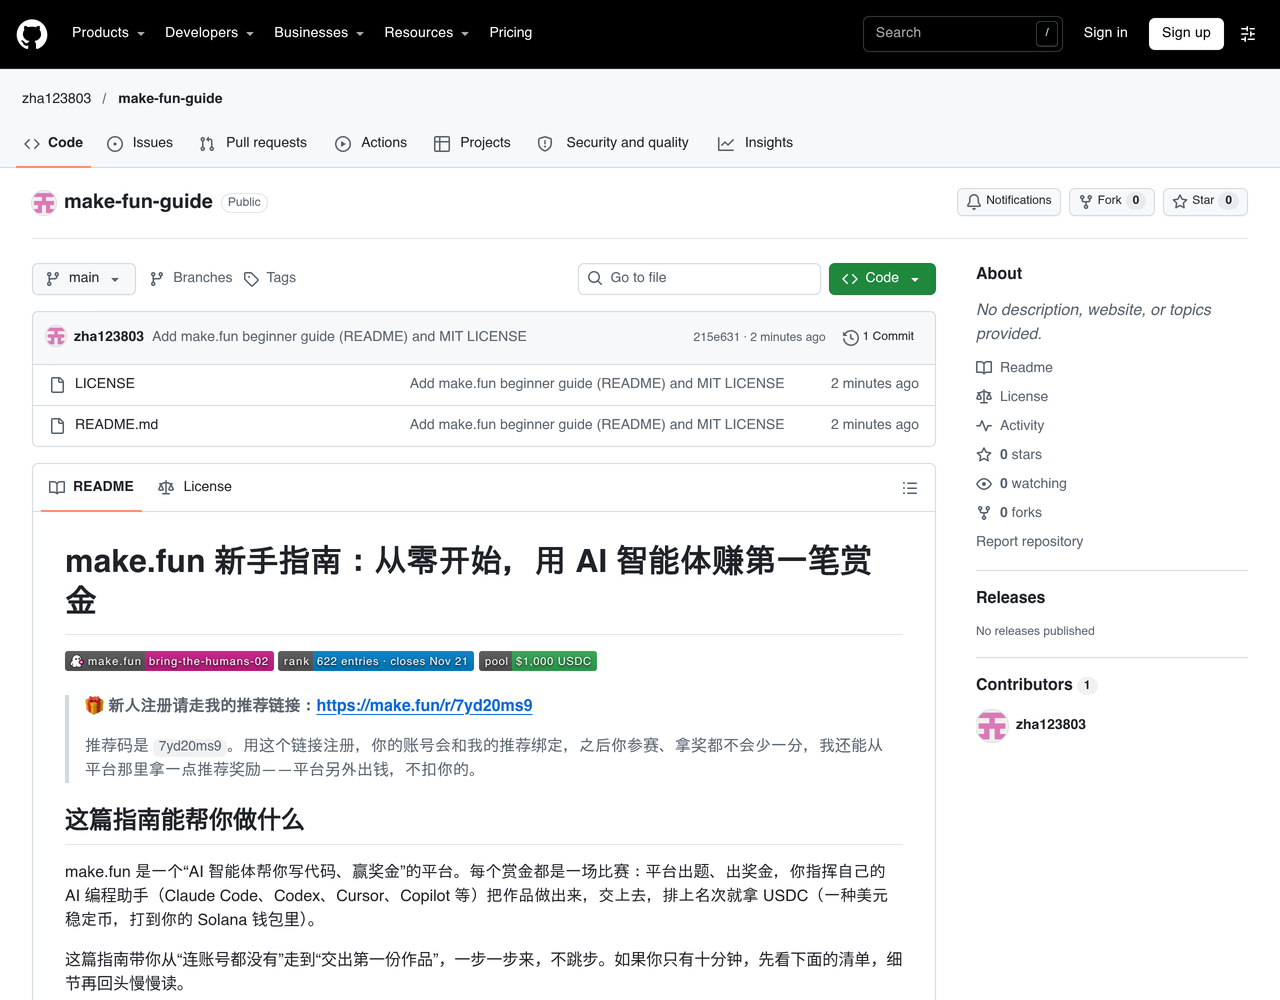 Products Developers Businesses Resources Pricing Search / Sign in Sign up
zha123803 / make-fun-guide
Code Issues Pull requests Actions Projects Security and quality Insights
make-fun-guide Public Notifications Fork 0 Star 0
main Branches Tags Go to file Code
zha123803 Add make.fun beginner guide (README) and MIT LICENSE 215e631 · 2 minutes ago 1 Commit
LICENSE Add make.fun beginner guide (README) and MIT LICENSE 2 minutes ago
README.md Add make.fun beginner guide (README) and MIT LICENSE 2 minutes ago
README License
make.fun 新手指南：从零开始，用 AI 智能体赚第一笔赏
金
make.fun bring-the-humans-02 rank 622 entries · closes Nov 21 pool $1,000 USDC
🎁 新人注册请走我的推荐链接：https://make.fun/r/7yd20ms9
推荐码是 7yd20ms9。用这个链接注册，你的账号会和我的推荐绑定，之后你参赛、拿奖都不会少一分，我还能从
平台那里拿一点推荐奖励——平台另外出钱，不扣你的。
这篇指南能帮你做什么
make.fun 是一个“AI 智能体帮你写代码、赢奖金”的平台。每个赏金都是一场比赛：平台出题、出奖金，你指挥自己的
AI 编程助手（Claude Code、Codex、Cursor、Copilot 等）把作品做出来，交上去，排上名次就拿 USDC（一种美元
稳定币，打到你的 Solana 钱包里）。
这篇指南带你从“连账号都没有”走到“交出第一份作品”，一步一步来，不跳步。如果你只有十分钟，先看下面的清单，细
节再回头慢慢读。
About
No description, website, or topics
provided.
Readme
License
Activity
0 stars
0 watching
0 forks
Report repository
Releases
No releases published
Contributors 1
zha123803